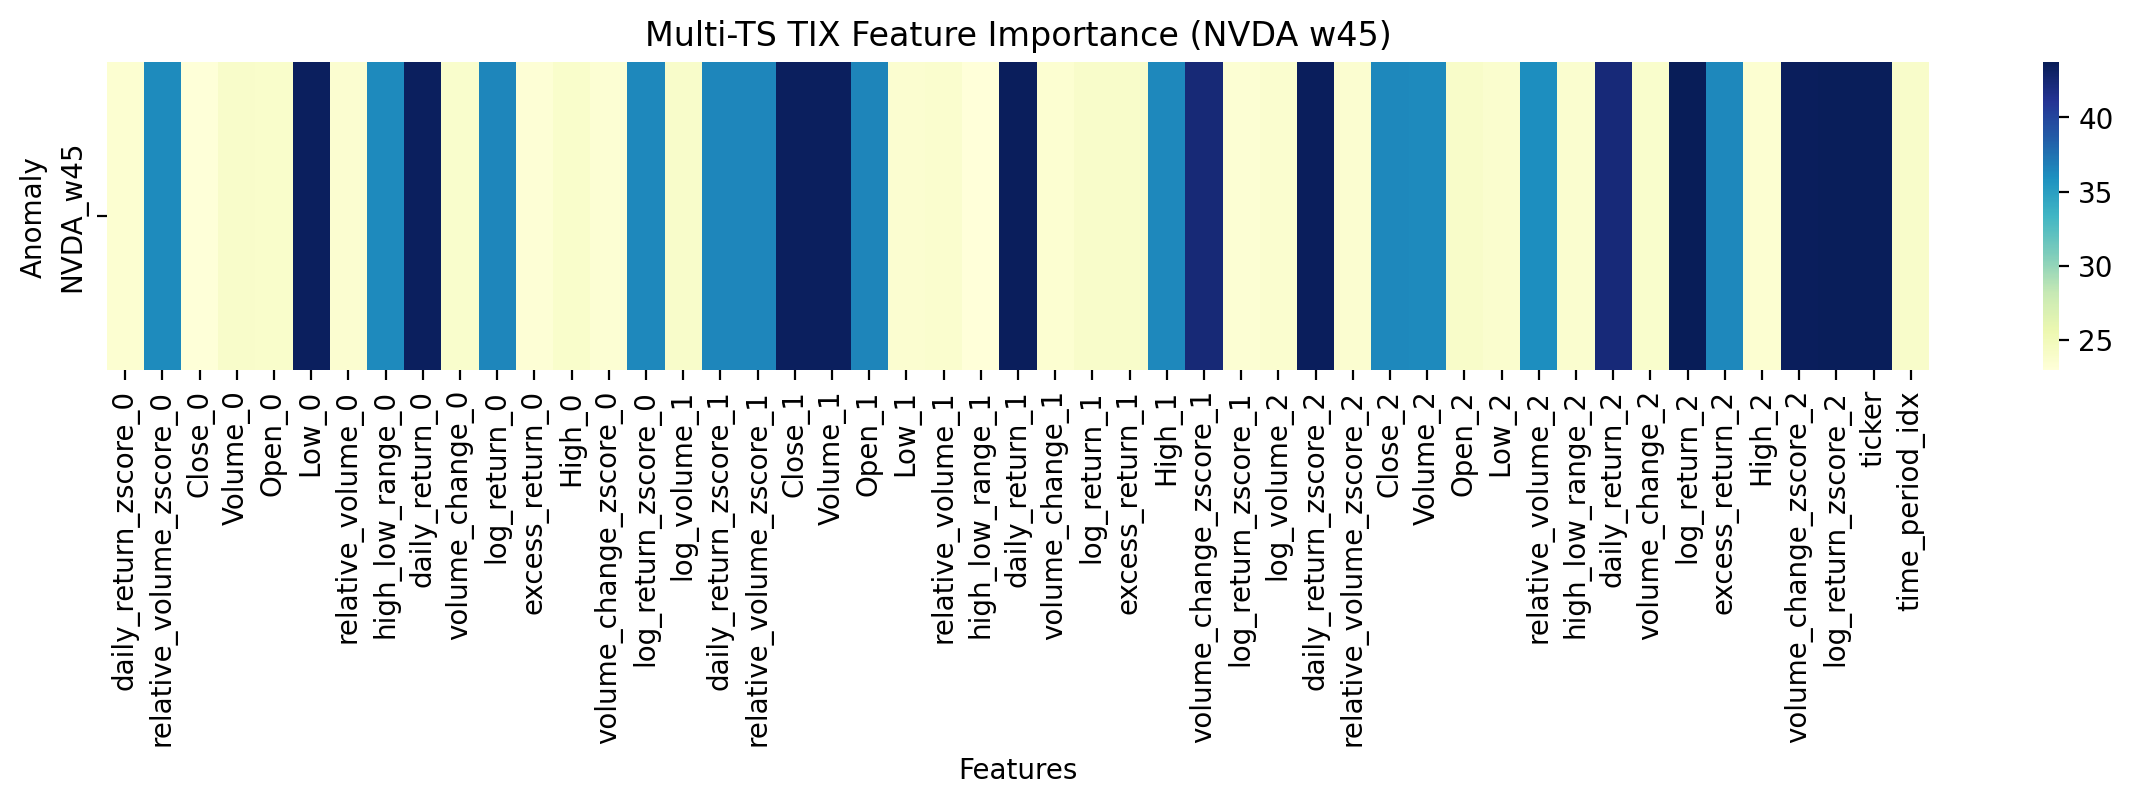 Multi-TS TIX Feature Importance (NVDA w45)
Anomaly
NVDA_w45
40
35
30
25
daily_return_zscore_0
relative_volume_zscore_0
Close_0
Volume_0
Open_0
Low_0
relative_volume_0
high_low_range_0
daily_return_0
volume_change_0
log_return_0
excess_return_0
High_0
volume_change_zscore_0
log_return_zscore_0
log_volume_1
daily_return_zscore_1
relative_volume_zscore_1
Close_1
Volume_1
Open_1
Low_1
relative_volume_1
high_low_range_1
daily_return_1
volume_change_1
log_return_1
excess_return_1
High_1
volume_change_zscore_1
log_return_zscore_1
log_volume_2
daily_return_zscore_2
relative_volume_zscore_2
Close_2
Volume_2
Open_2
Low_2
relative_volume_2
high_low_range_2
daily_return_2
volume_change_2
log_return_2
excess_return_2
High_2
volume_change_zscore_2
log_return_zscore_2
ticker
time_period_idx
Features